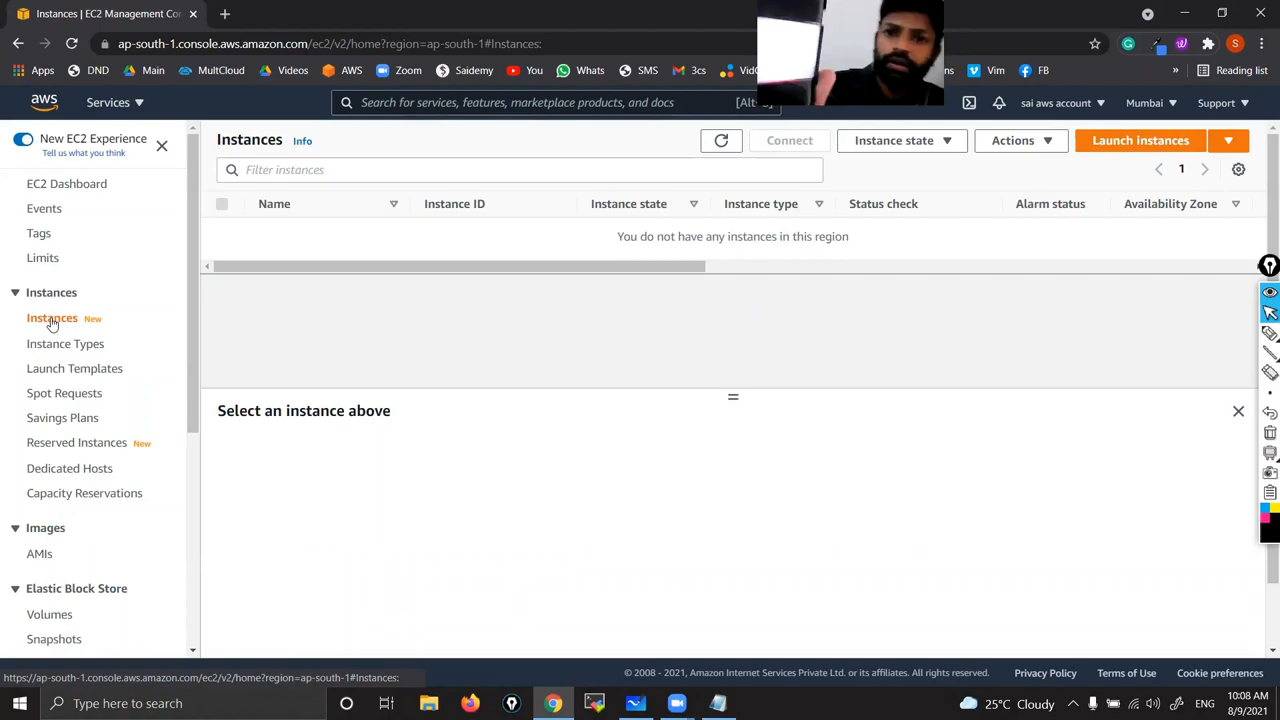 Instances | EC2 Management Con
ap-south-1.console.aws.amazon.com/ec2/v2/home?region=ap-south-1#Instances:
Apps DND Main MultCloud Videos AWS Zoom Saidemy You Whats SMS 3cs Vim FB » Reading list
aws Services Search for services, features, marketplace products, and docs sai aws account Mumbai Support
New EC2 Experience
Tell us what you think
EC2 Dashboard
Events
Tags
Limits
Instances
Instances New
Instance Types
Launch Templates
Spot Requests
Savings Plans
Reserved Instances New
Dedicated Hosts
Capacity Reservations
Images
AMIs
Elastic Block Store
Volumes
Snapshots
Instances Info Connect Instance state Actions Launch instances
Filter instances 1
Name Instance ID Instance state Instance type Status check Alarm status Availability Zone
You do not have any instances in this region
Select an instance above
https://ap-south-1.console.aws.amazon.com/ec2/v2/home?region=ap-south-1#Instances:
© 2008 - 2021, Amazon Internet Services Private Ltd. or its affiliates. All rights reserved. Privacy Policy Terms of Use Cookie preferences
Type here to search 25°C Cloudy ENG 10:08 AM
8/9/2021